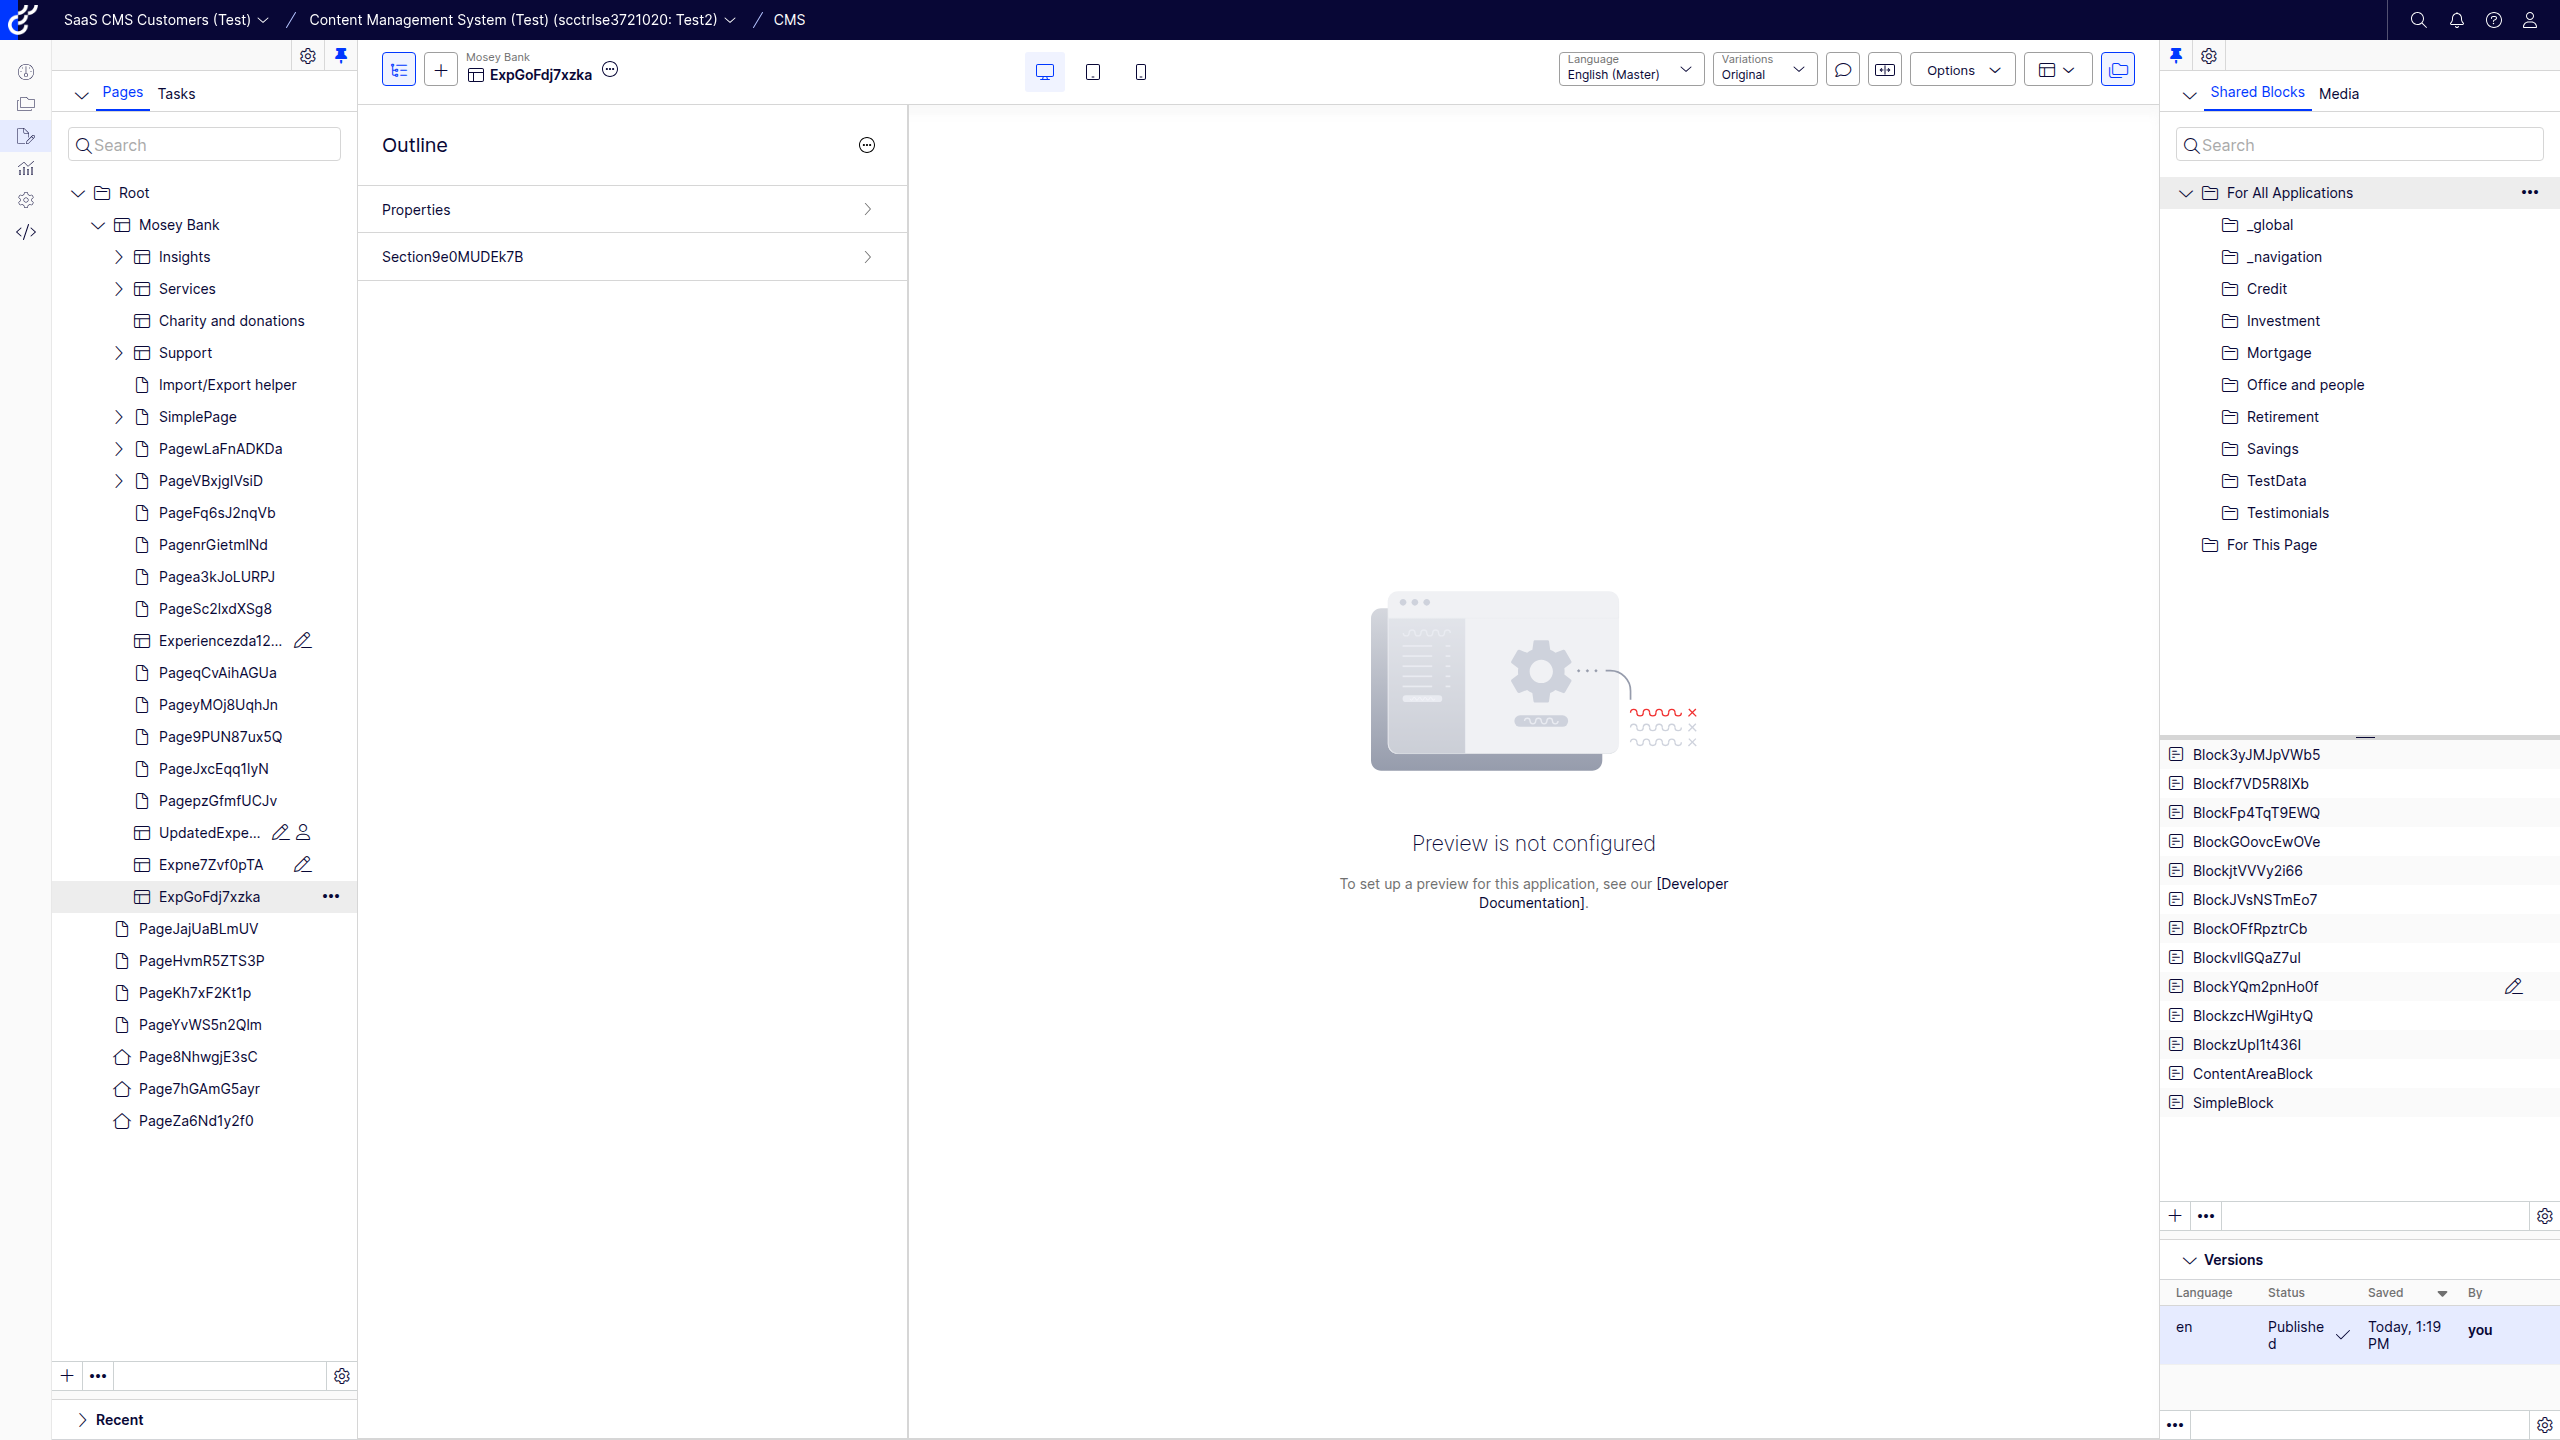 SaaS CMS Customers (Test)
Content Management System (Test) (scctrlse3721020: Test2)
CMS
Pages
Tasks
Search
Root
Mosey Bank
Insights
Services
Charity and donations
Support
Import/Export helper
SimplePage
PagewLaFnADKDa
PageVBxjglVsiD
PageFq6sJ2nqVb
PagenrGietmlNd
Pagea3kJoLURPJ
PageSc2lxdXSg8
Experiencezda12...
PageqCvAihAGUa
PageyMOj8UqhJn
Page9PUN87ux5Q
PageJxcEqq1lyN
PagepzGfmfUCJv
UpdatedExpe...
Expne7Zvf0pTA
ExpGoFdj7xzka
PageJajUaBLmUV
PageHvmR5ZTS3P
PageKh7xF2Kt1p
PageYvWS5n2Qlm
Page8NhwgjE3sC
Page7hGAmG5ayr
PageZa6Nd1y2f0
Recent
Mosey Bank
ExpGoFdj7xzka
Language
English (Master)
Variations
Original
Options
Outline
Properties
Section9e0MUDEk7B
Preview is not configured
To set up a preview for this application, see our [Developer
Documentation].
Shared Blocks
Media
Search
For All Applications
_global
_navigation
Credit
Investment
Mortgage
Office and people
Retirement
Savings
TestData
Testimonials
For This Page
Block3yJMJpVWb5
Blockf7VD5R8lXb
BlockFp4TqT9EWQ
BlockGOovcEwOVe
BlockjtVVVy2i66
BlockJVsNSTmEo7
BlockOFfRpztrCb
BlockvllGQaZ7ul
BlockYQm2pnHo0f
BlockzcHWgiHtyQ
BlockzUpl1t436l
ContentAreaBlock
SimpleBlock
Versions
Language
Status
Saved
By
en
Publishe
d
Today, 1:19
PM
you